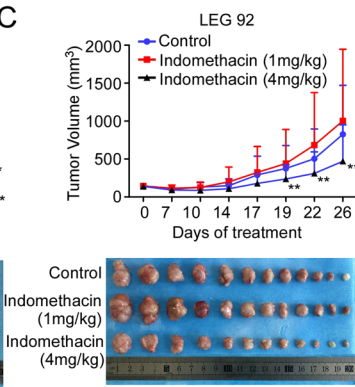 C
LEG 92
Control
Indomethacin (1mg/kg)
Indomethacin (4mg/kg)
Tumor Volume (mm³)
2000
1500
1000
500
0
** ** **
0 7 10 14 17 19 22 26
Days of treatment
Control
Indomethacin
(1mg/kg)
Indomethacin
(4mg/kg)